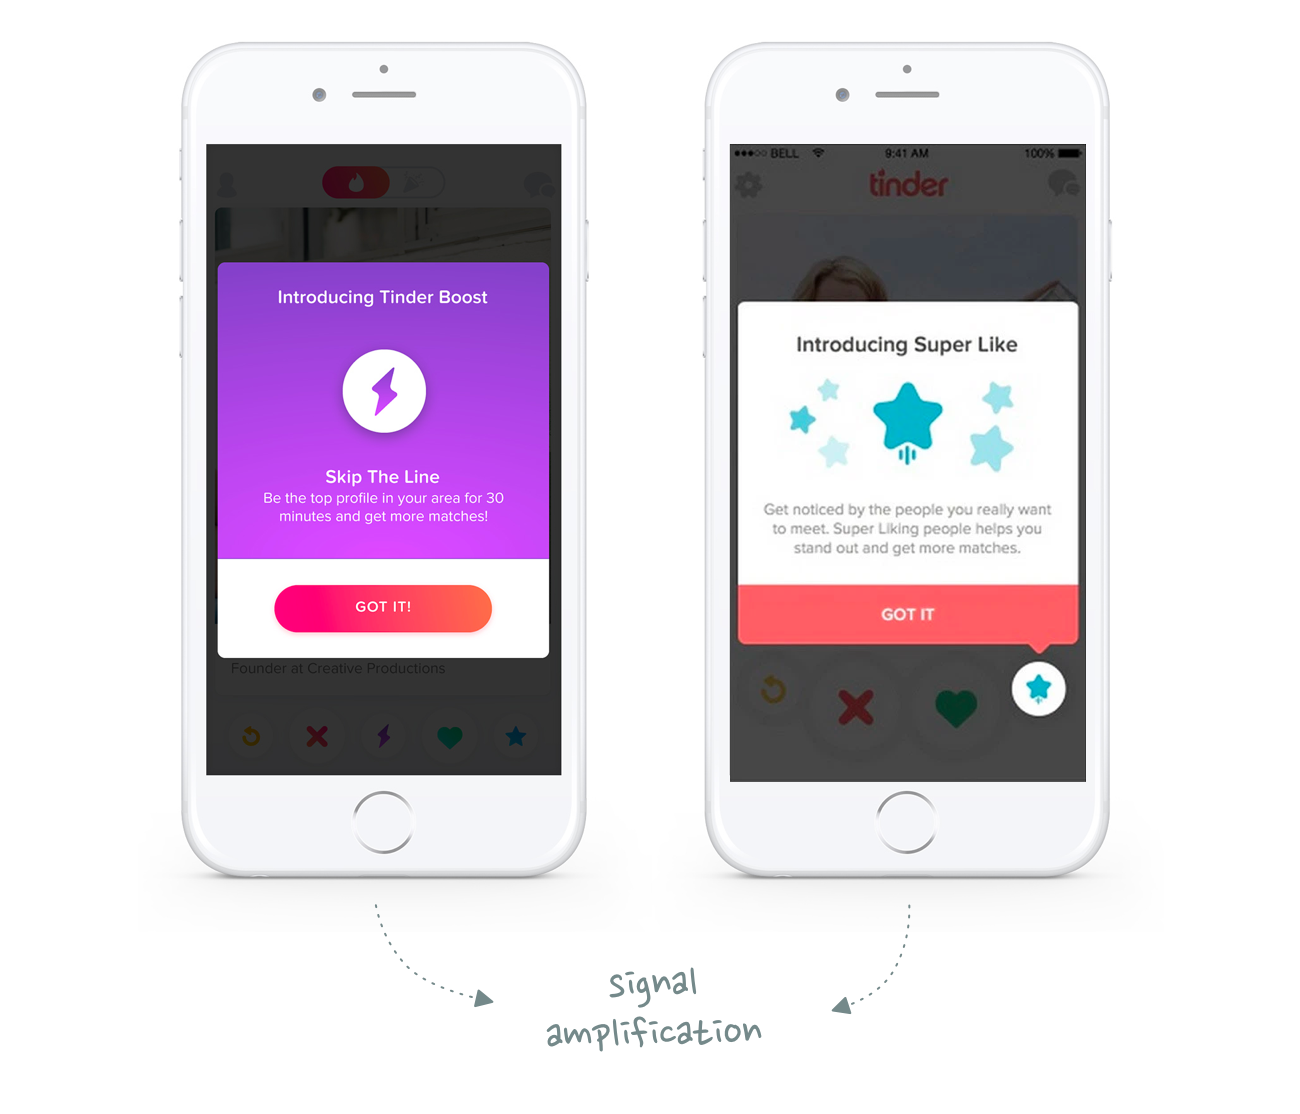 Introducing Tinder Boost
Skip The Line
Be the top profile in your area for 30
minutes and get more matches!
GOT IT!
Founder at Creative Productions
BELL
9:41 AM
100%
tinder
Introducing Super Like
Get noticed by the people you really want
to meet. Super Liking people helps you
stand out and get more matches.
GOT IT
signal
amplification